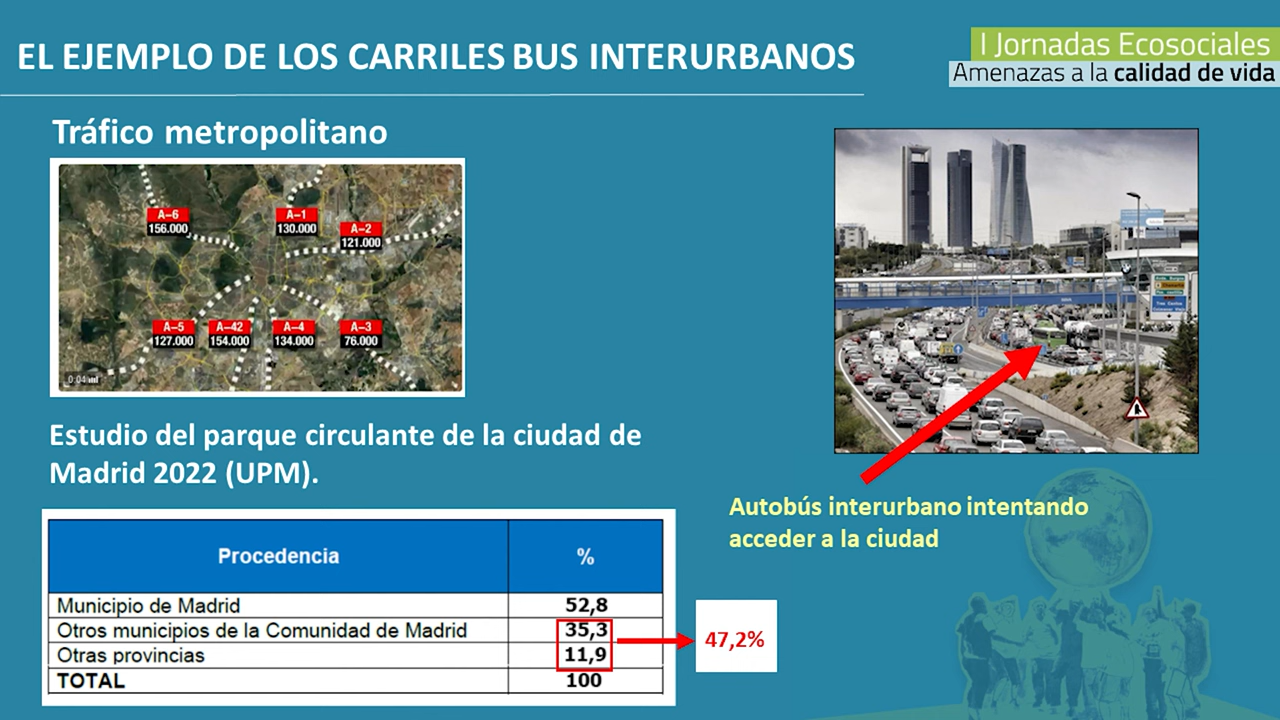 EL EJEMPLO DE LOS CARRILES BUS INTERURBANOS
I Jornadas Ecosociales
Amenazas a la calidad de vida
Tráfico metropolitano
A-6
156.000
A-1
130.000
A-2
121.000
A-5
127.000
A-42
154.000
A-4
134.000
A-3
76.000
0:04
Estudio del parque circulante de la ciudad de
Madrid 2022 (UPM).
Autobús interurbano intentando
acceder a la ciudad
Procedencia %
Municipio de Madrid 52,8
Otros municipios de la Comunidad de Madrid 35,3
Otras provincias 11,9
TOTAL 100
47,2%